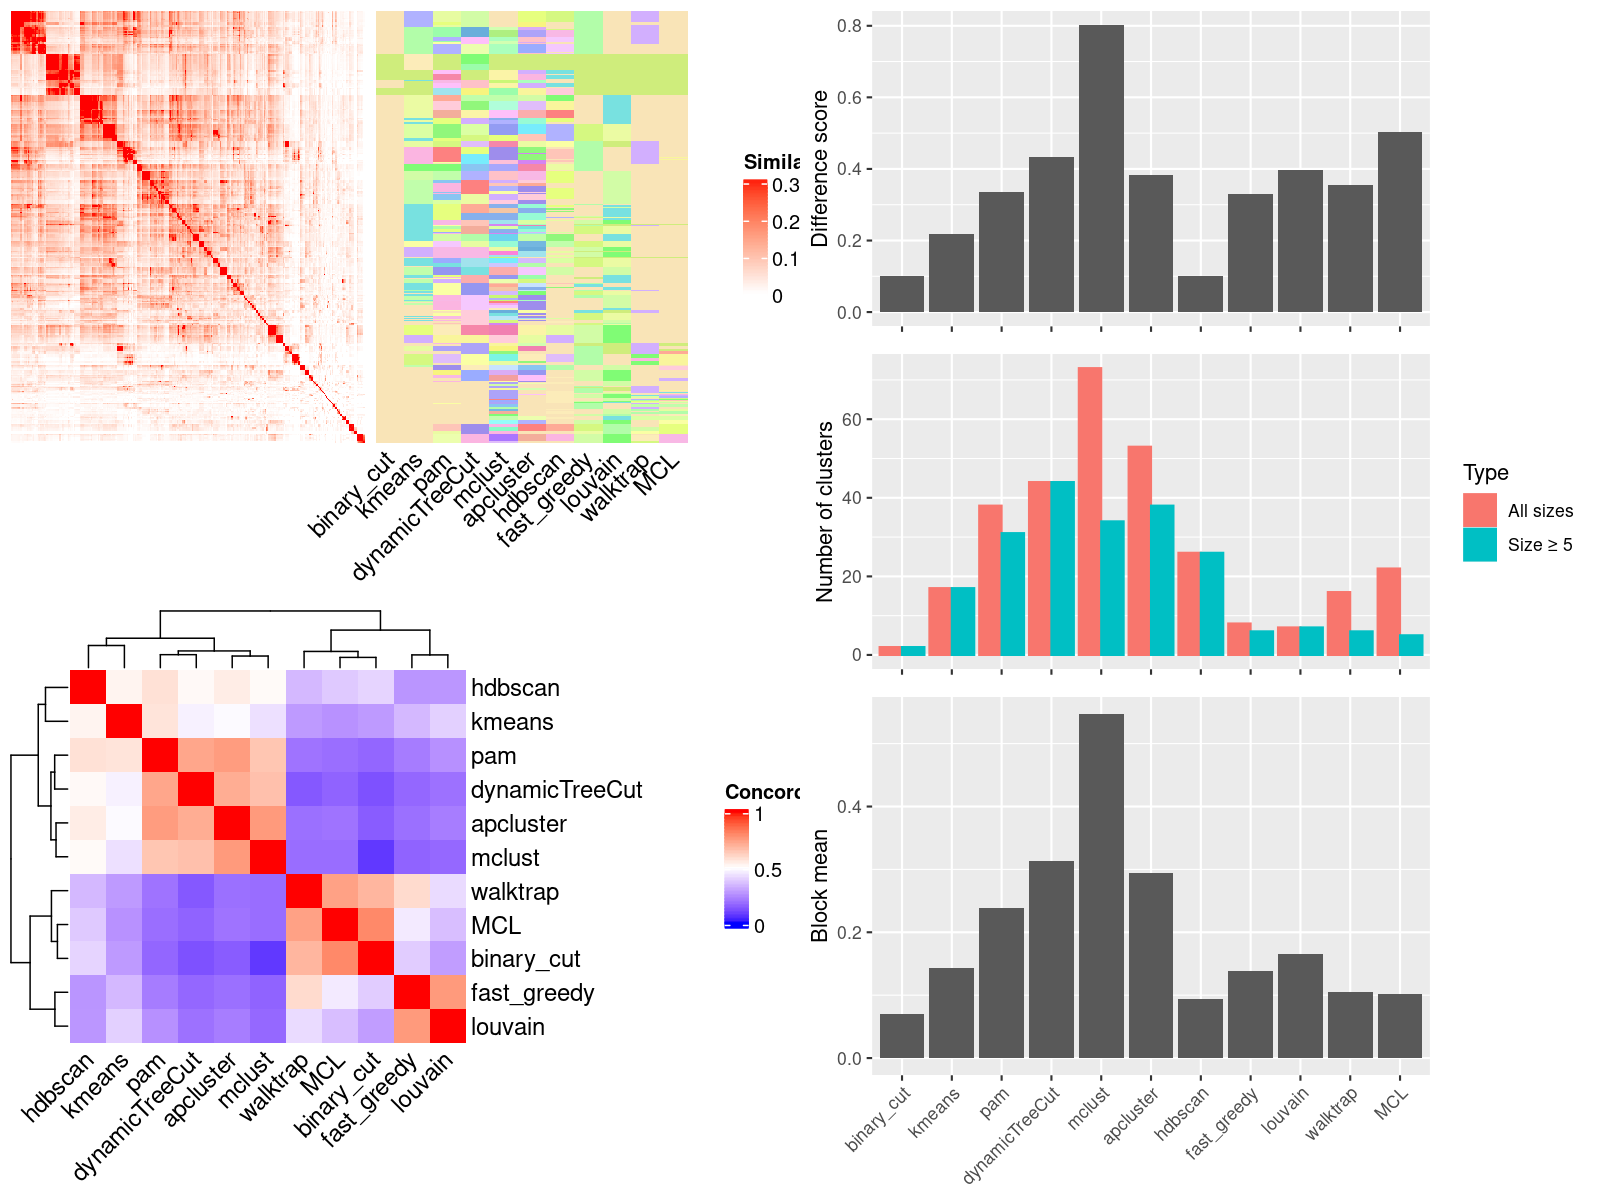 Simila
0.3
0.2
0.1
0
binary_cut
kmeans
pam
dynamicTreeCut
mclust
apcluster
hdbscan
fast_greedy
louvain
walktrap
MCL
hdbscan
kmeans
pam
dynamicTreeCut
apcluster
mclust
walktrap
MCL
binary_cut
fast_greedy
louvain
hdbscan
kmeans
pam
dynamicTreeCut
apcluster
mclust
walktrap
MCL
binary_cut
fast_greedy
louvain
Concord
1
0.5
0
Difference score
0.8
0.6
0.4
0.2
0.0
Number of clusters
60
40
20
0
Type
All sizes
Size ≥ 5
Block mean
0.4
0.2
0.0
binary_cut
kmeans
pam
dynamicTreeCut
mclust
apcluster
hdbscan
fast_greedy
louvain
walktrap
MCL